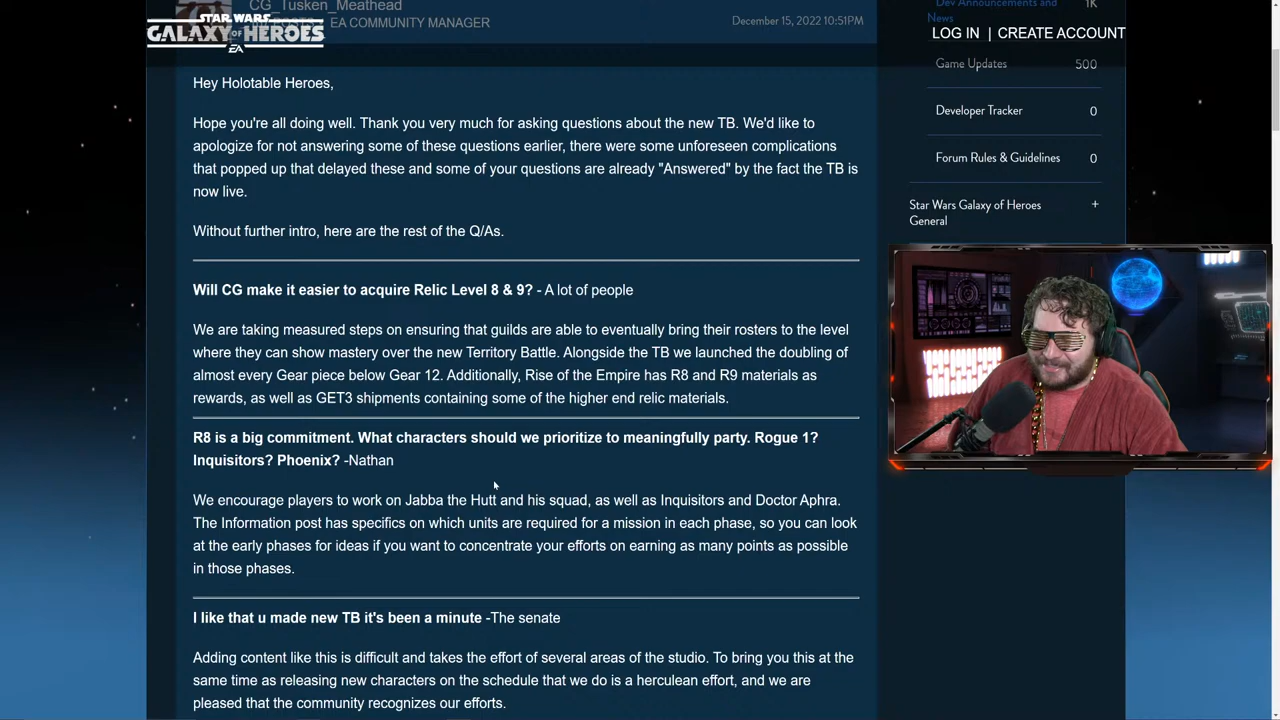 CG_Tusken_Meathead
EA COMMUNITY MANAGER
December 15, 2022 10:51PM
STAR WARS
GALAXY OF HEROES
EA
Dev Announcements and
News
1K
LOG IN | CREATE ACCOUNT
Game Updates 500
Developer Tracker 0
Forum Rules & Guidelines 0
Star Wars Galaxy of Heroes +
General
Hey Holotable Heroes,
Hope you're all doing well. Thank you very much for asking questions about the new TB. We'd like to
apologize for not answering some of these questions earlier, there were some unforeseen complications
that popped up that delayed these and some of your questions are already "Answered" by the fact the TB is
now live.
Without further intro, here are the rest of the Q/As.
Will CG make it easier to acquire Relic Level 8 & 9? - A lot of people
We are taking measured steps on ensuring that guilds are able to eventually bring their rosters to the level
where they can show mastery over the new Territory Battle. Alongside the TB we launched the doubling of
almost every Gear piece below Gear 12. Additionally, Rise of the Empire has R8 and R9 materials as
rewards, as well as GET3 shipments containing some of the higher end relic materials.
R8 is a big commitment. What characters should we prioritize to meaningfully party. Rogue 1?
Inquisitors? Phoenix? -Nathan
We encourage players to work on Jabba the Hutt and his squad, as well as Inquisitors and Doctor Aphra.
The Information post has specifics on which units are required for a mission in each phase, so you can look
at the early phases for ideas if you want to concentrate your efforts on earning as many points as possible
in those phases.
I like that u made new TB it's been a minute -The senate
Adding content like this is difficult and takes the effort of several areas of the studio. To bring you this at the
same time as releasing new characters on the schedule that we do is a herculean effort, and we are
pleased that the community recognizes our efforts.